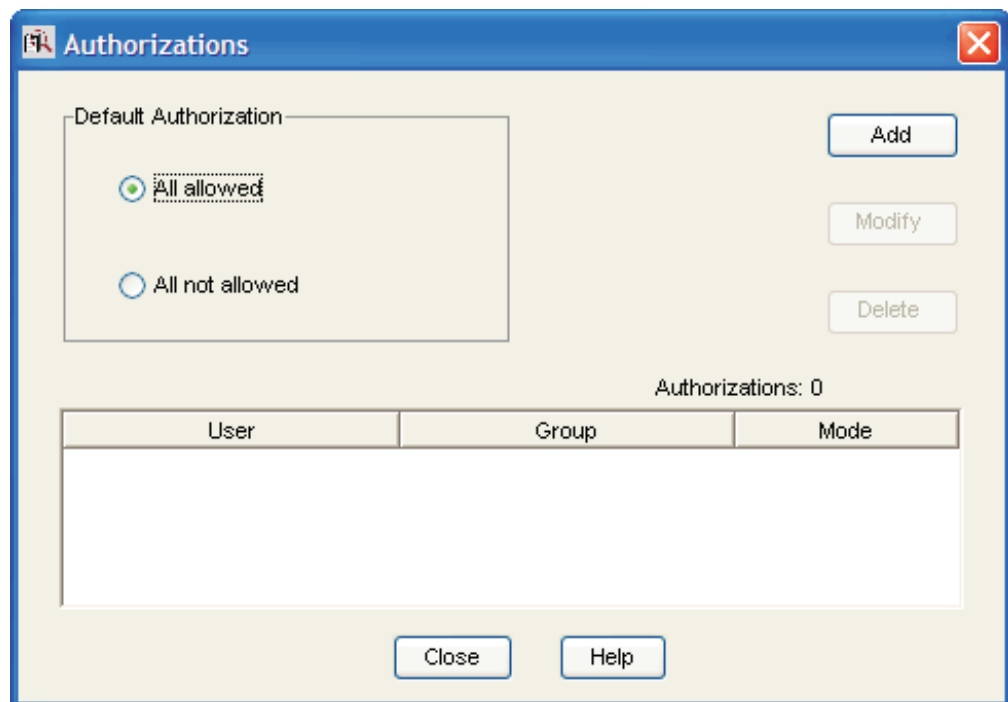 Authorizations
Default Authorization
All allowed
All not allowed
Add
Modify
Delete
Authorizations: 0
User Group Mode
Close Help